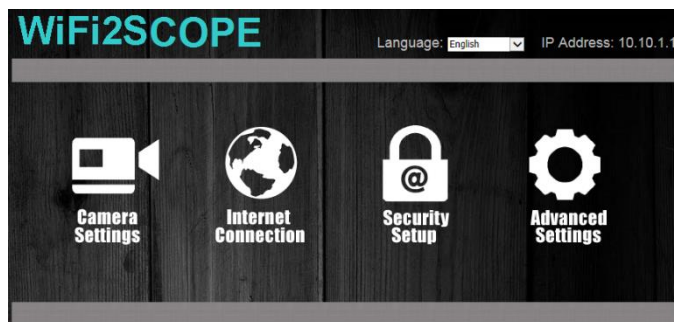 WiFi2SCOPE
Language: English IP Address: 10.10.1.1
Camera
Settings
Internet
Connection
@
Security
Setup
Advanced
Settings